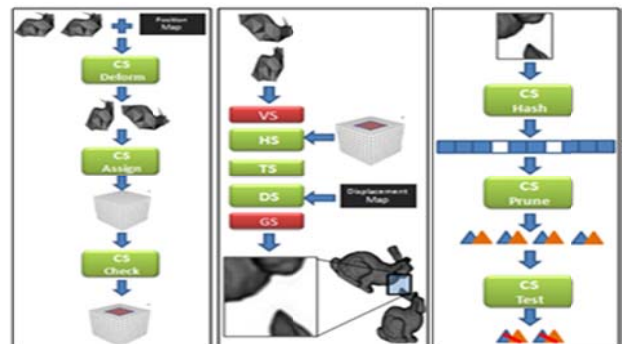 Position
Map
CS
Deform
CS
Assign
CS
Check
VS
HS
TS
DS
Displacement
Map
GS
CS
Hash
CS
Prune
CS
Test